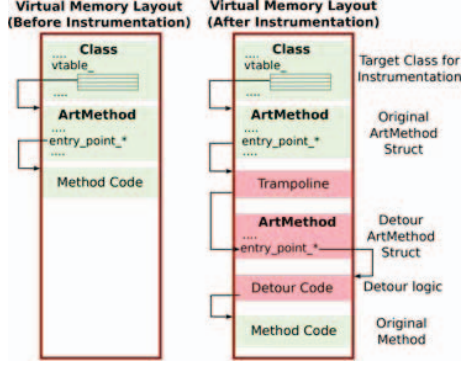 Virtual Memory Layout
(Before Instrumentation)
Class
....
vtable_
....
ArtMethod
....
entry_point_*
....
Method Code
Virtual Memory Layout
(After Instrumentation)
Class
....
vtable_
....
ArtMethod
....
entry_point_*
....
Trampoline
ArtMethod
....
entry_point_*
Detour Code
Method Code
Target Class for
Instrumentation
Original
ArtMethod
Struct
Detour
ArtMethod
Struct
Detour logic
Original
Method